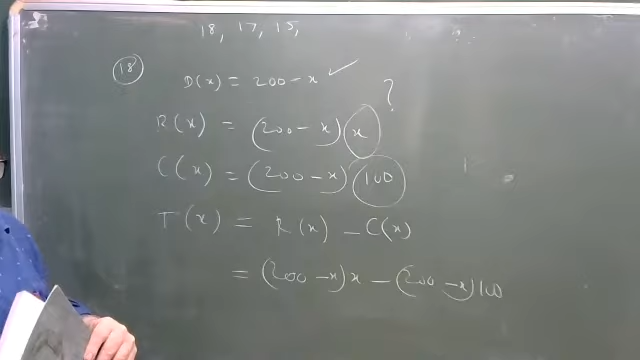 18, 17, 15,
18
D(x) = 200 - x ✓
?
R(x) = (200 - x) x
C(x) = (200 - x) 100
T(x) = R(x) - C(x)
= (200 - x)x - (200 - x)100